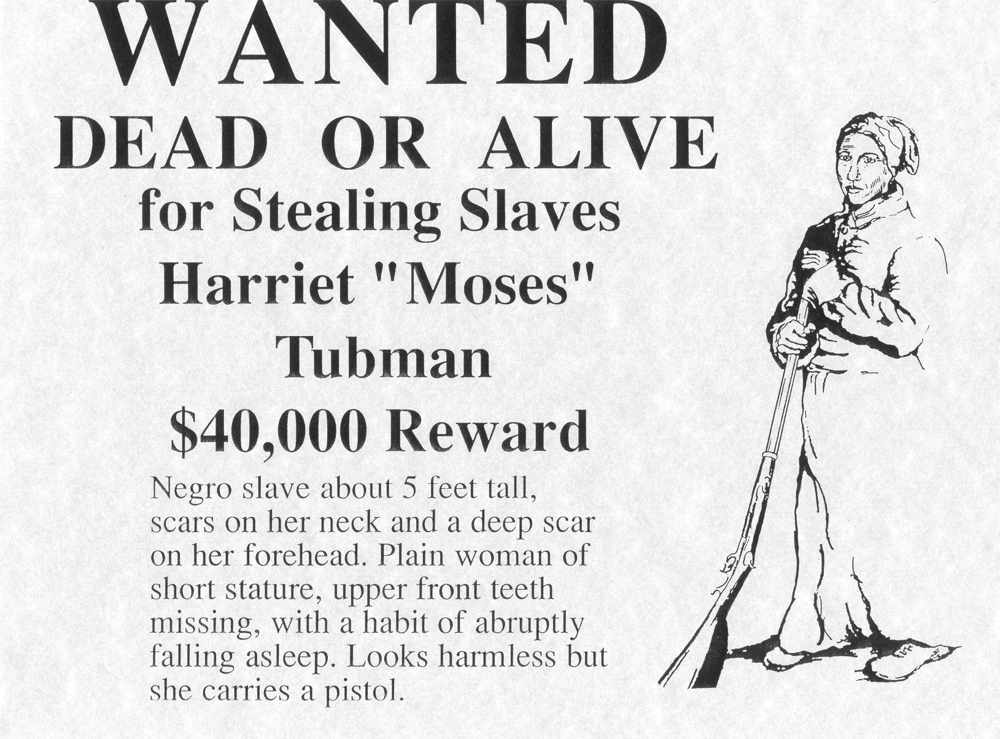 WANTED
DEAD OR ALIVE
for Stealing Slaves
Harriet "Moses"
Tubman
$40,000 Reward
Negro slave about 5 feet tall,
scars on her neck and a deep scar
on her forehead. Plain woman of
short stature, upper front teeth
missing, with a habit of abruptly
falling asleep. Looks harmless but
she carries a pistol.